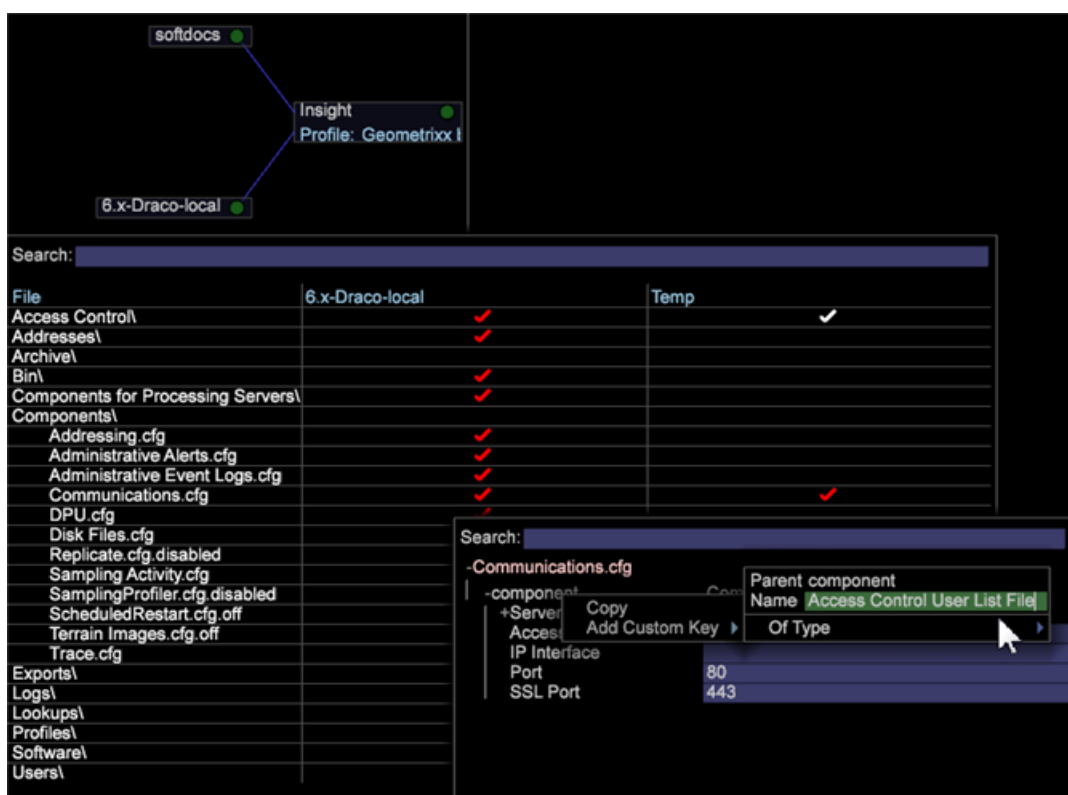 softdocs
Insight
Profile: Geometrixx
6.x-Draco-local
Search:
File 6.x-Draco-local Temp
Access Control\
Addresses\
Archive\
Bin\
Components for Processing Servers\
Components\
Addressing.cfg
Administrative Alerts.cfg
Administrative Event Logs.cfg
Communications.cfg
DPU.cfg
Disk Files.cfg
Replicate.cfg.disabled
Sampling Activity.cfg
SamplingProfiler.cfg.disabled
ScheduledRestart.cfg.off
Terrain Images.cfg.off
Trace.cfg
Exports\
Logs\
Lookups\
Profiles\
Software\
Users\
Search:
-Communications.cfg
-component
+Server
Copy
Add Custom Key
Parent component
Name Access Control User List File
Of Type
IP Interface
Port 80
SSL Port 443